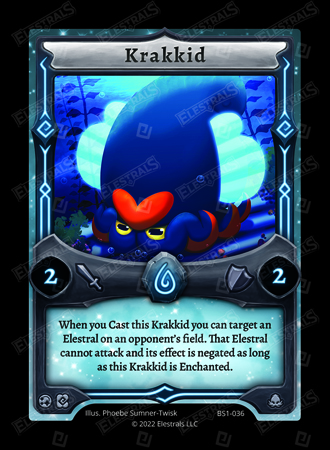 Krakkid
2
2
When you Cast this Krakkid you can target an
Elestral on an opponent's field. That Elestral
cannot attack and its effect is negated as long
as this Krakkid is Enchanted.
Illus. Phoebe Sumner-Twisk
BS1-036
© 2022 Elestrals LLC
ELESTRALS